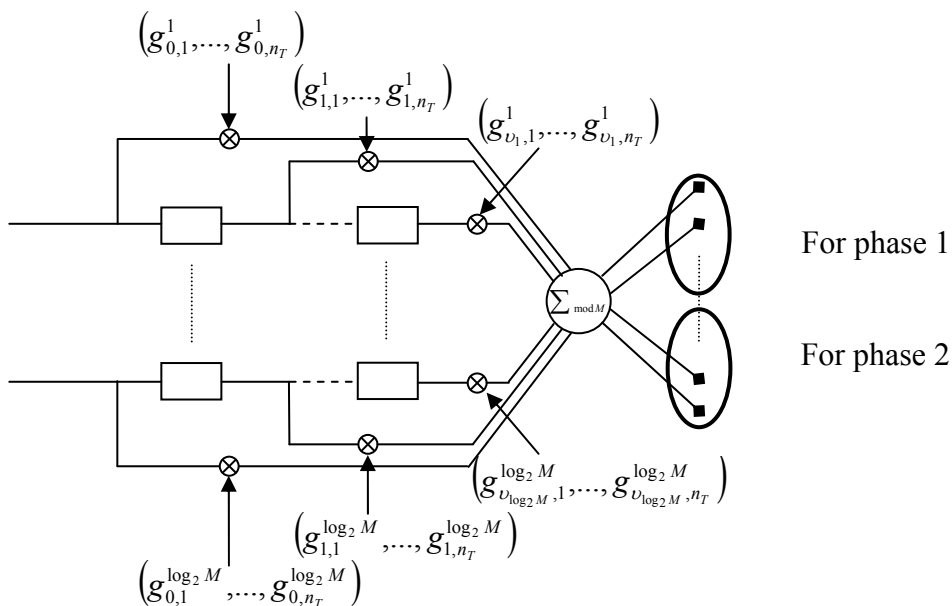 (g^1_{0,1},..., g^1_{0,n_T})
(g^1_{1,1},..., g^1_{1,n_T})
(g^1_{υ_1,1},..., g^1_{υ_1,n_T})
For phase 1
∑ mod M
For phase 2
(g^{log_2 M}_{υ_{log_2 M},1},..., g^{log_2 M}_{υ_{log_2 M},n_T})
(g^{log_2 M}_{1,1},..., g^{log_2 M}_{1,n_T})
(g^{log_2 M}_{0,1},..., g^{log_2 M}_{0,n_T})